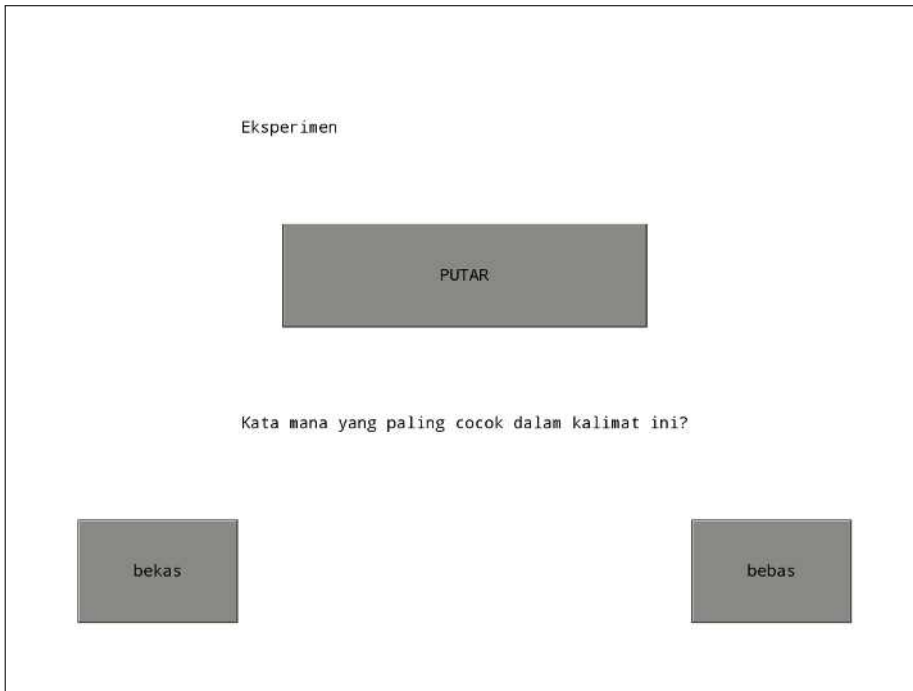 Eksperimen
PUTAR
Kata mana yang paling cocok dalam kalimat ini?
bekas
bebas